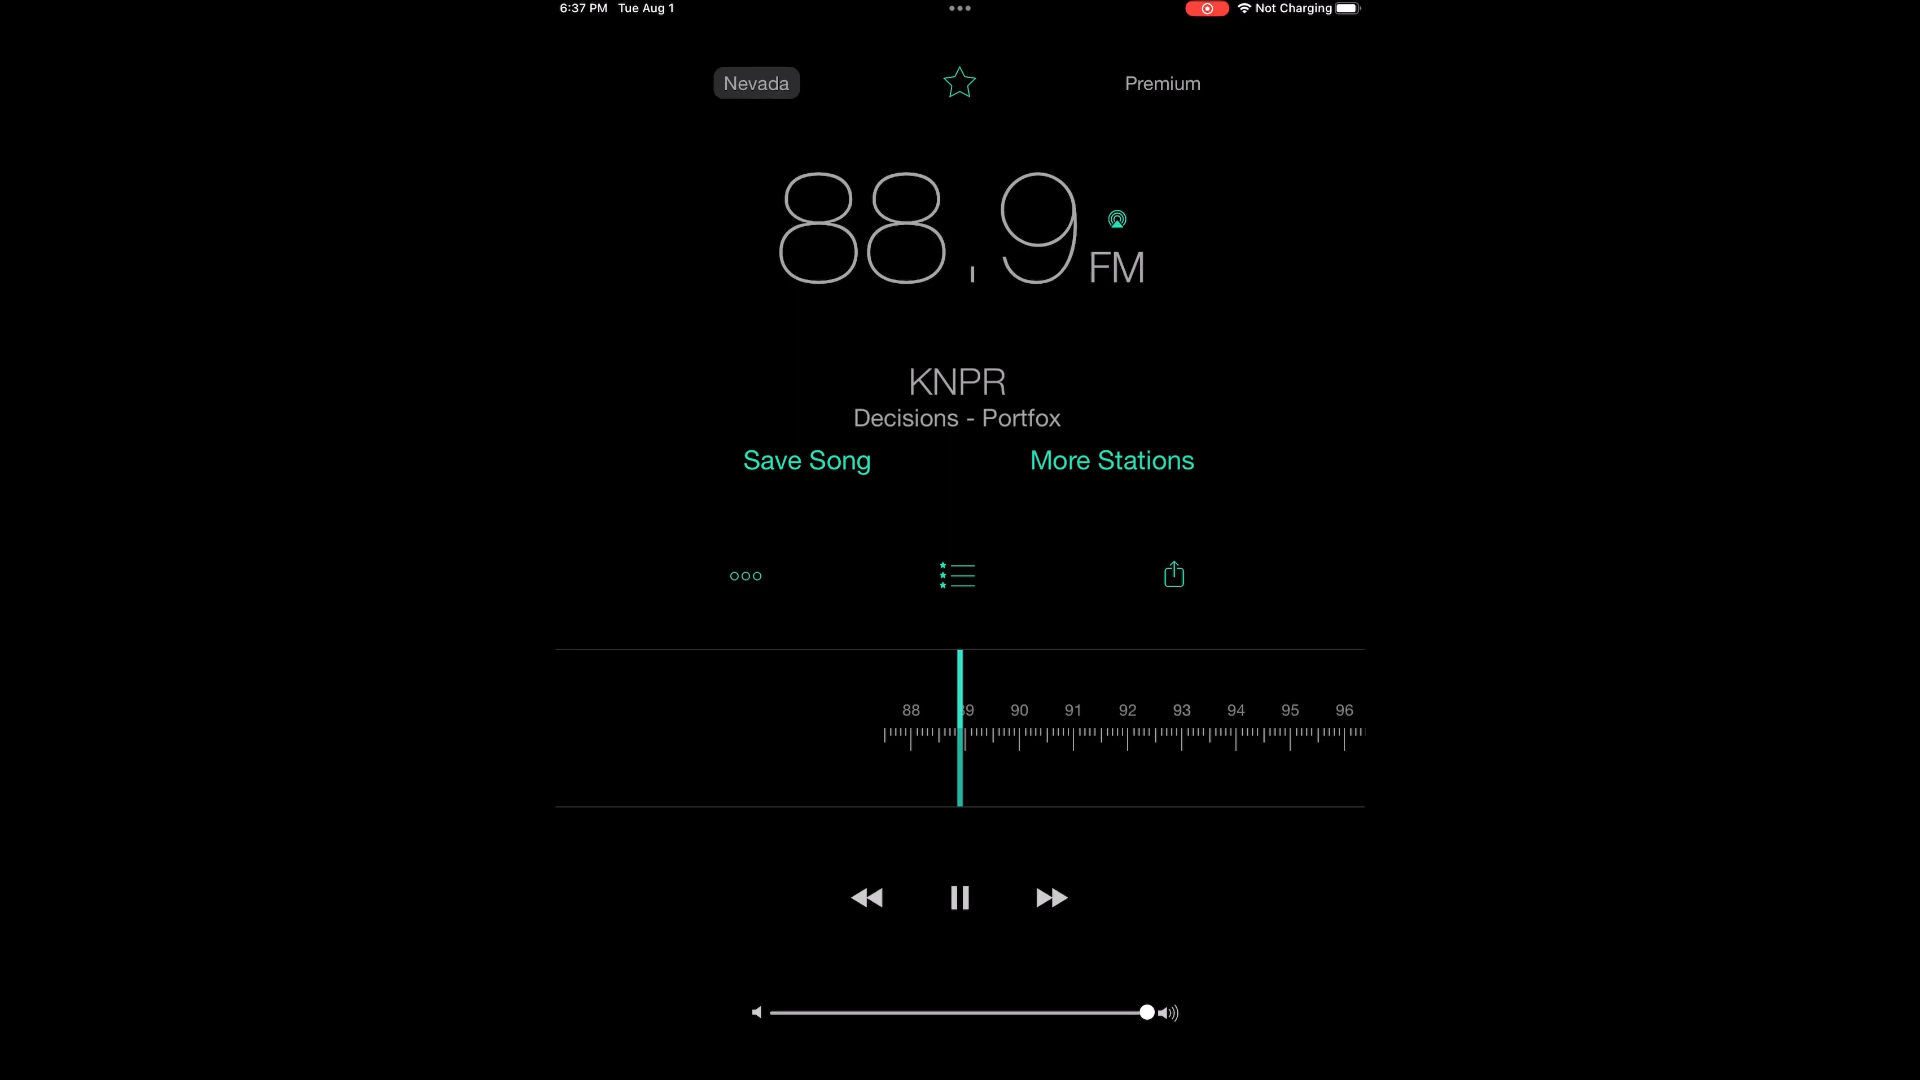 6:37 PM Tue Aug 1
Not Charging
Nevada
Premium
88.9 FM
KNPR
Decisions - Portfox
Save Song
More Stations
88 89 90 91 92 93 94 95 96